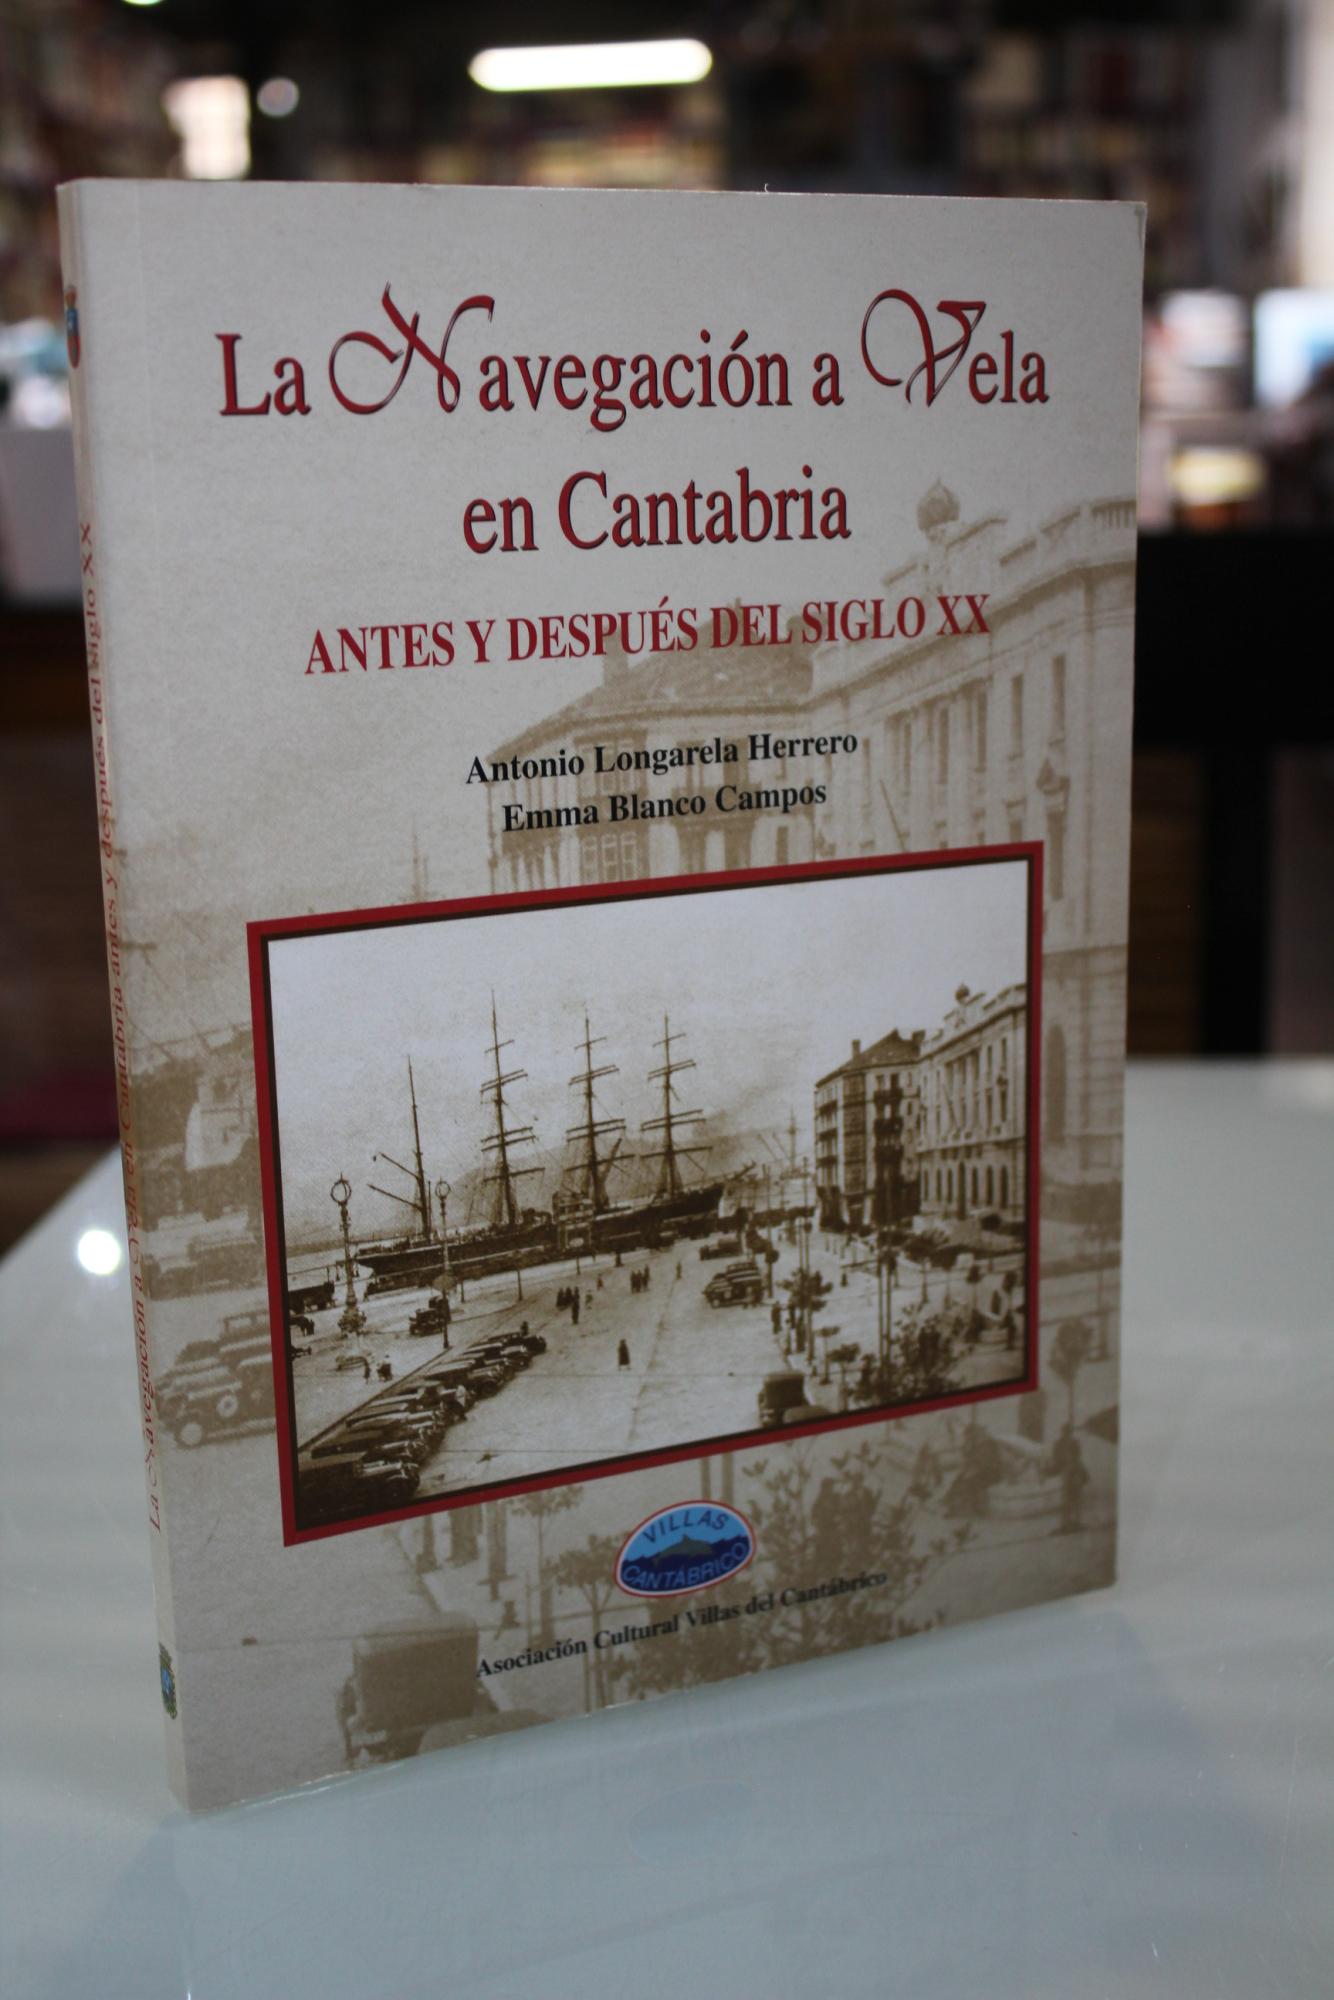 La Navegación a Vela
en Cantabria
ANTES Y DESPUÉS DEL SIGLO XX
Antonio Longarela Herrero
Emma Blanco Campos
VILLAS
CANTÁBRICO
Asociación Cultural Villas del Cantábrico
La Navegación a Vela en Cantabria antes y después del siglo XX